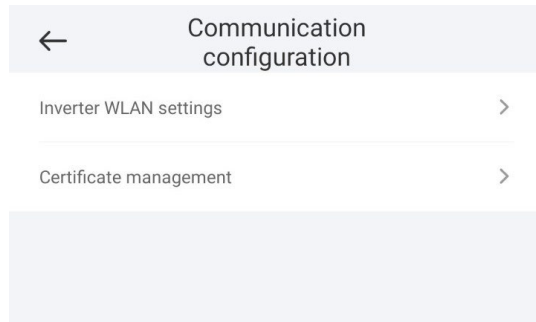 Communication
configuration
Inverter WLAN settings
Certificate management